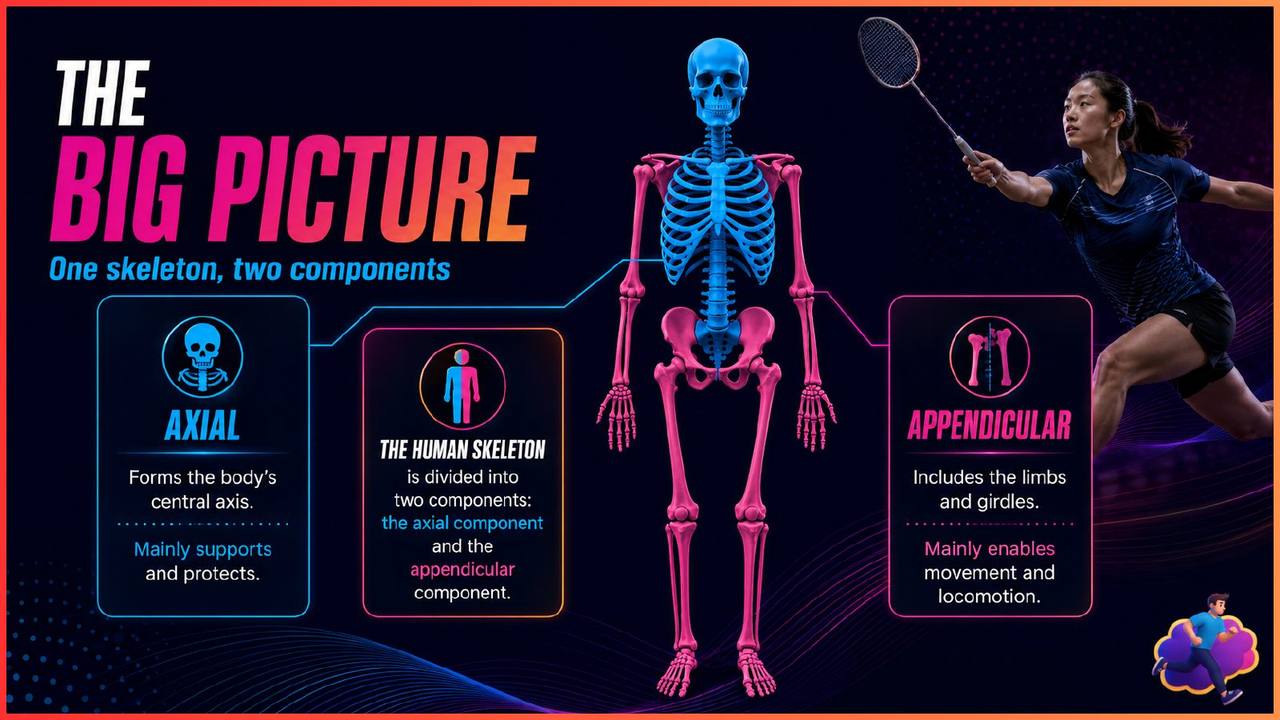 THE
BIG PICTURE
One skeleton, two components
AXIAL
Forms the body's
central axis.
Mainly supports
and protects.
THE HUMAN SKELETON
is divided into
two components:
the axial component
and the
appendicular
component.
APPENDICULAR
Includes the limbs
and girdles.
Mainly enables
movement and
locomotion.